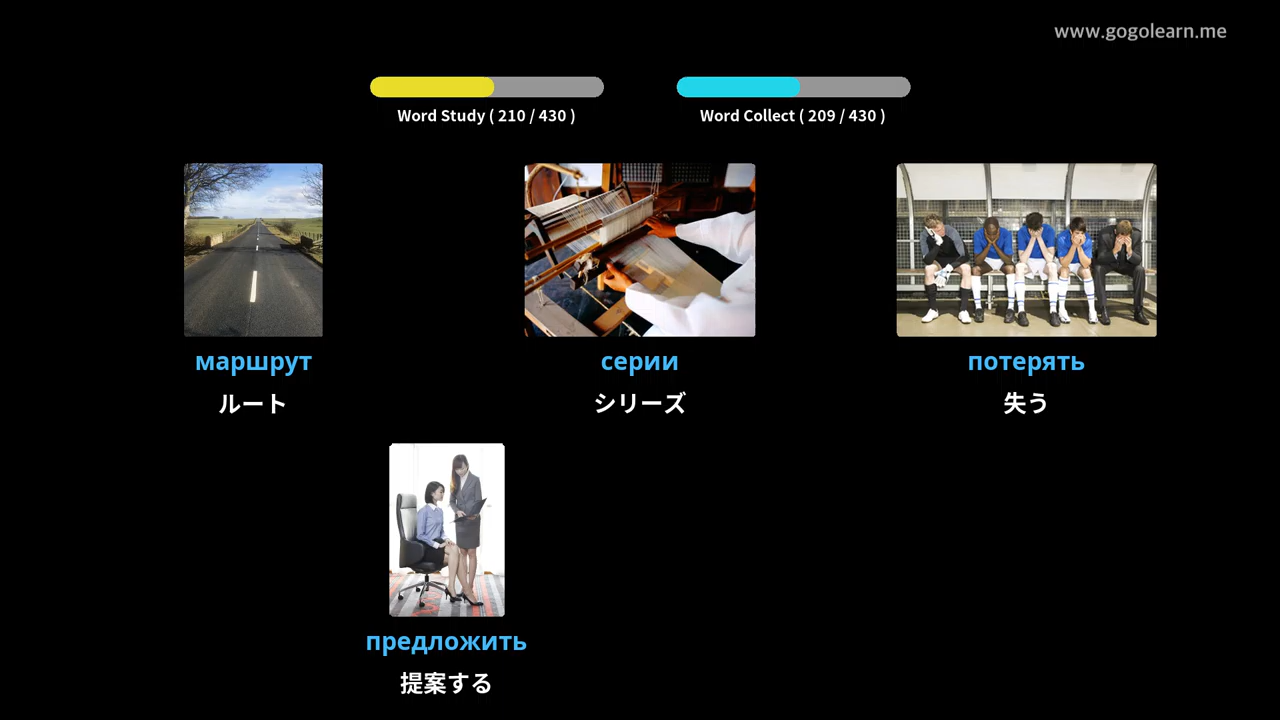 www.gogolearn.me
Word Study ( 210 / 430 )
Word Collect ( 209 / 430 )
маршрут
ルート
серии
シリーズ
потерять
失う
предложить
提案する